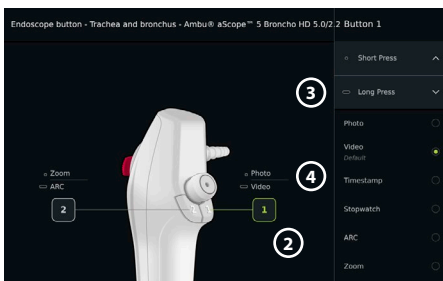 Endoscope button - Trachea and bronchus - Ambu® aScope™ 5 Broncho HD 5.0/2.2
Button 1
Short Press
3
Long Press
Photo
Zoom
ARC
Photo
Video
4
Video
Default
Timestamp
2
1
2
Stopwatch
ARC
Zoom